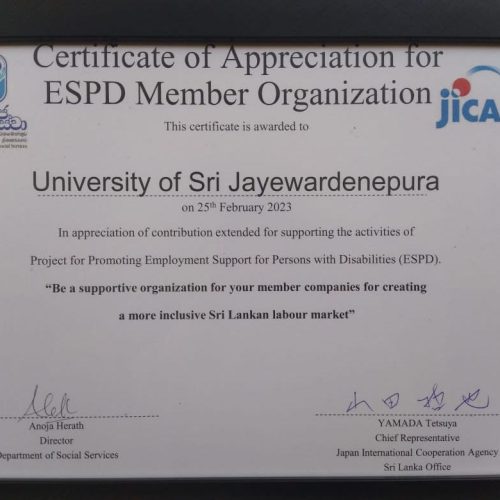 Certificate of Appreciation for
ESPD Member Organization
jICA
This certificate is awarded to
University of Sri Jayewardenepura
on 25th February 2023
In appreciation of contribution extended for supporting the activities of
Project for Promoting Employment Support for Persons with Disabilities (ESPD).
“Be a supportive organization for your member companies for creating
a more inclusive Sri Lankan labour market”
山田 哲也
Anoja Herath
Director
Department of Social Services
YAMADA Tetsuya
Chief Representative
Japan International Cooperation Agency
Sri Lanka Office